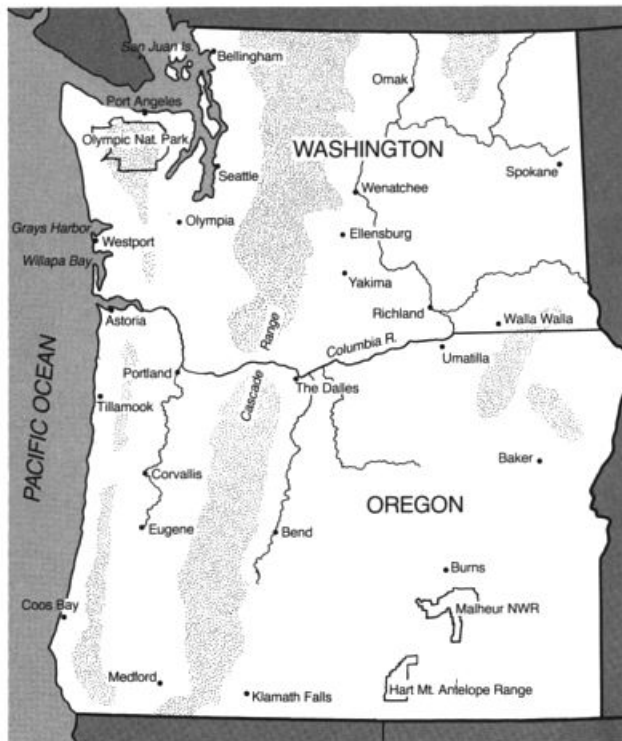 San Juan Is.
Bellingham
Omak
Port Angeles
Olympic Nat. Park
WASHINGTON
Spokane
Seattle
Wenatchee
Olympia
Grays Harbor
Ellensburg
Westport
Willapa Bay
Yakima
Richland
Walla Walla
Astoria
Range
Columbia R.
Umatilla
Portland
The Dalles
Cascade
Tillamook
PACIFIC OCEAN
Baker
Corvallis
OREGON
Eugene
Bend
Burns
Coos Bay
Malheur NWR
Medford
Klamath Falls
Hart Mt. Antelope Range